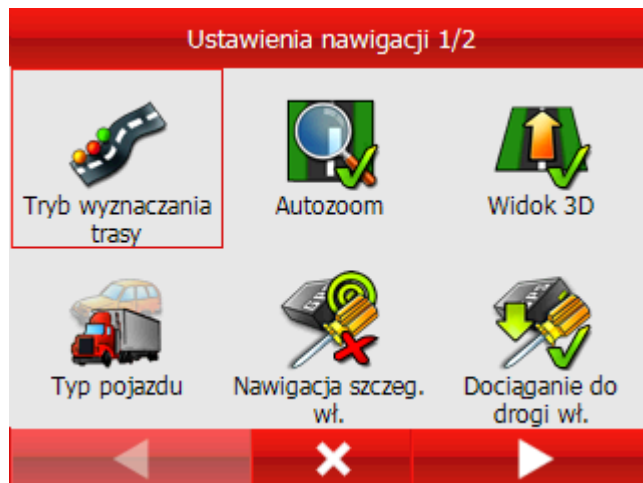 Ustawienia nawigacji 1/2
Tryb wyznaczania
trasy
Autozoom
Widok 3D
Typ pojazdu
Nawigacja szczeg.
wł.
Dociąganie do
drogi wł.